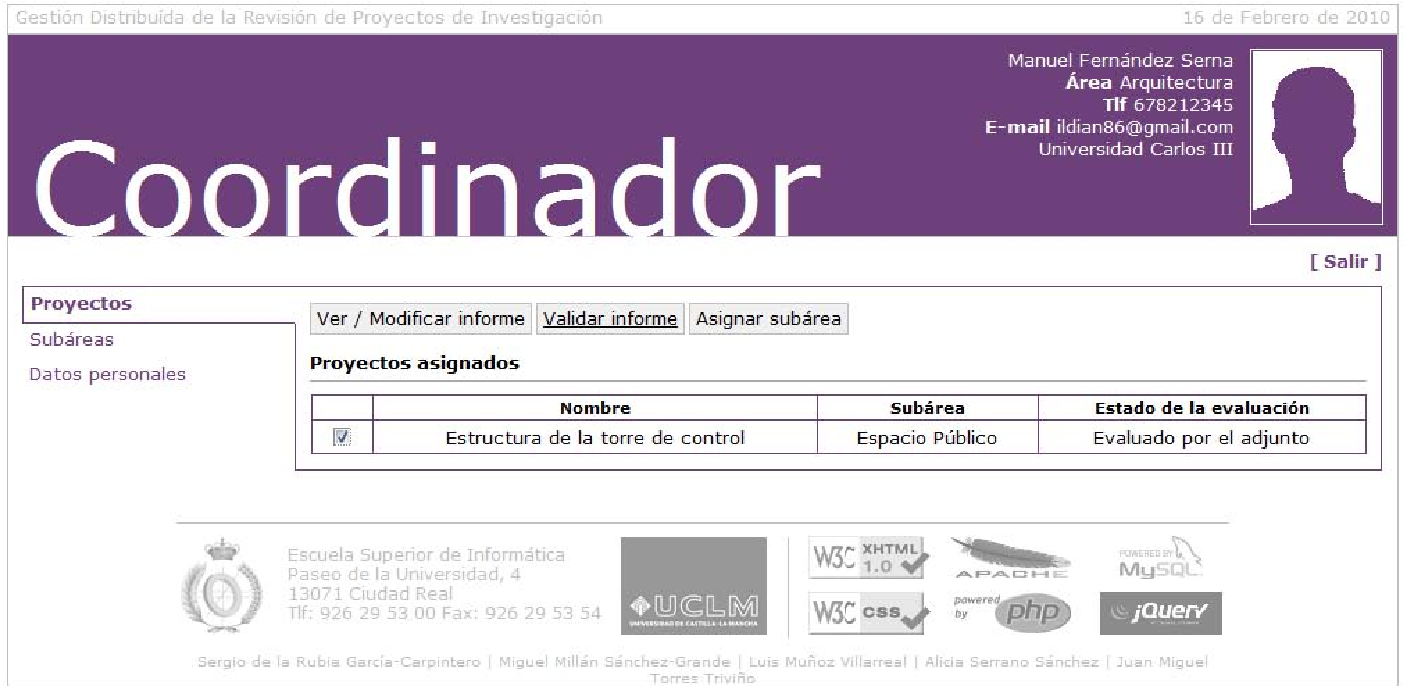 Gestión Distribuída de la Revisión de Proyectos de Investigación
16 de Febrero de 2010
Manuel Fernández Serna
Área Arquitectura
Tlf 678212345
E-mail ildian86@gmail.com
Universidad Carlos III
Coordinador
[ Salir ]
Proyectos
Subáreas
Datos personales
Ver / Modificar informe Validar informe Asignar subárea
Proyectos asignados
Nombre Subárea Estado de la evaluación
Estructura de la torre de control Espacio Público Evaluado por el adjunto
Escuela Superior de Informática
Paseo de la Universidad, 4
13071 Ciudad Real
Tlf: 926 29 53 00 Fax: 926 29 53 54
UCLM
UNIVERSIDAD DE CASTILLA-LA MANCHA
W3C XHTML 1.0
APACHE
POWERED BY
MySQL
W3C CSS
powered by php
jQuery
Sergio de la Rubia García-Carpintero | Miguel Millán Sánchez-Grande | Luis Muñoz Villarreal | Alicia Serrano Sánchez | Juan Miguel
Torres Triviño